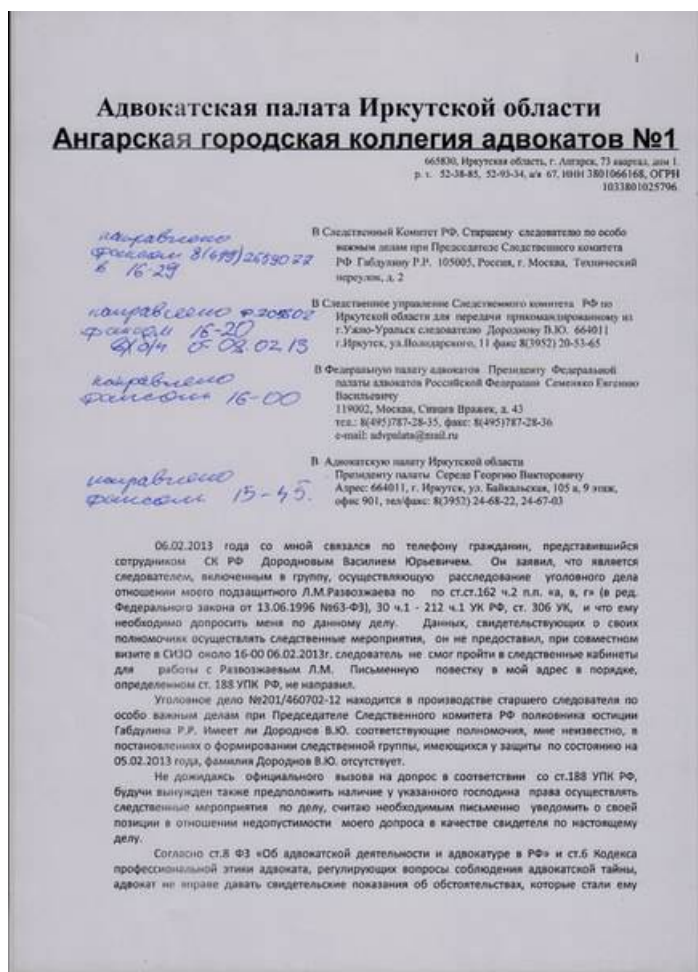 1
Адвокатская палата Иркутской области
Ангарская городская коллегия адвокатов №1
665830, Иркутская область, г. Ангарск, 73 квартал, дом 1.
р. т. 52-38-85, 52-93-34, а/я 67, ИНН 3801066168, ОГРН
1033801025796
направлено
факсом 8(499)2659077
в 16-29
В Следственный Комитет РФ. Старшему следователю по особо
важным делам при Председателе Следственного комитета
РФ Габдулину Р.Р. 105005, Россия, г. Москва, Технический
переулок, д. 2
направлено
факсом 16-20
от 08.02.13
В Следственное управление Следственного комитета РФ по
Иркутской области для передачи прикомандированному из
г.Южно-Уральск следователю Дородному В.Ю. 664011
г.Иркутск, ул.Володарского, 11 факс 8(3952) 20-53-65
направлено
факсом 16-00
В Федеральную палату адвокатов Президенту Федеральной
палаты адвокатов Российской Федерации Семеняко Евгению
Васильевичу
119002, Москва, Сивцев Вражек, д. 43
тел.: 8(495)787-28-35, факс: 8(495)787-28-36
e-mail: advpalata@mail.ru
направлено
факсом 15-45.
В Адвокатскую палату Иркутской области
Президенту палаты Середе Георгию Викторовичу
Адрес: 664011, г. Иркутск, ул. Байкальская, 105 а, 9 этаж,
офис 901, тел/факс: 8(3952) 24-68-22, 24-67-03
06.02.2013 года со мной связался по телефону гражданин, представившийся
сотрудником СК РФ Дородновым Василием Юрьевичем. Он заявил, что является
следователем, включенным в группу, осуществляющую расследование уголовного дела
отношении моего подзащитного Л.М.Развозжаева по по ст.ст.162 ч.2 п.п. «а, в, г» (в ред.
Федерального закона от 13.06.1996 №63-ФЗ), 30 ч.1 - 212 ч.1 УК РФ, ст. 306 УК, и что ему
необходимо допросить меня по данному делу. Данных, свидетельствующих о своих
полномочиях осуществлять следственные мероприятия, он не предоставил, при совместном
визите в СИЗО около 16-00 06.02.2013г. следователь не смог пройти в следственные кабинеты
для работы с Развозжаевым Л.М. Письменную повестку в мой адрес в порядке,
определенном ст. 188 УПК РФ, не направил.
Уголовное дело №201/460702-12 находится в производстве старшего следователя по
особо важным делам при Председателе Следственного комитета РФ полковника юстиции
Габдулина Р.Р. Имеет ли Дороднов В.Ю. соответствующие полномочия, мне неизвестно, в
постановлениях о формировании следственной группы, имеющихся у защиты по состоянию на
05.02.2013 года, фамилия Дороднов В.Ю. отсутствует.
Не дожидаясь официального вызова на допрос в соответствии со ст.188 УПК РФ,
будучи вынужден также предположить наличие у указанного господина права осуществлять
следственные мероприятия по делу, считаю необходимым письменно уведомить о своей
позиции в отношении недопустимости моего допроса в качестве свидетеля по настоящему
делу.
Согласно ст.8 ФЗ «Об адвокатской деятельности и адвокатуре в РФ» и ст.6 Кодекса
профессиональной этики адвоката, регулирующих вопросы соблюдения адвокатской тайны,
адвокат не вправе давать свидетельские показания об обстоятельствах, которые стали ему